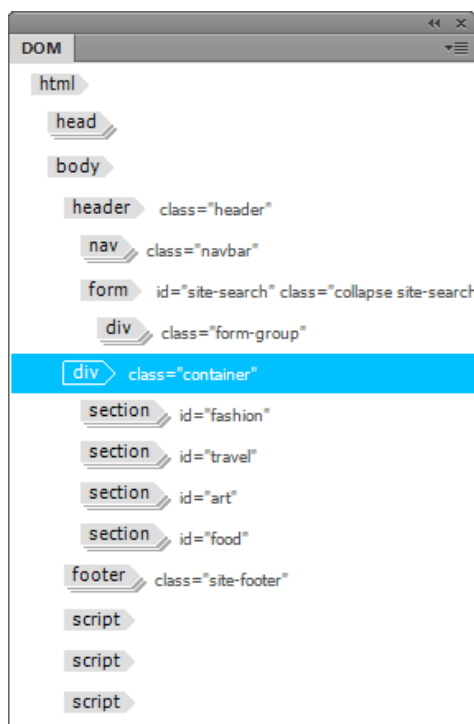 DOM
html
head
body
header class="header"
nav class="navbar"
form id="site-search" class="collapse site-search
div class="form-group"
div class="container"
section id="fashion"
section id="travel"
section id="art"
section id="food"
footer class="site-footer"
script
script
script